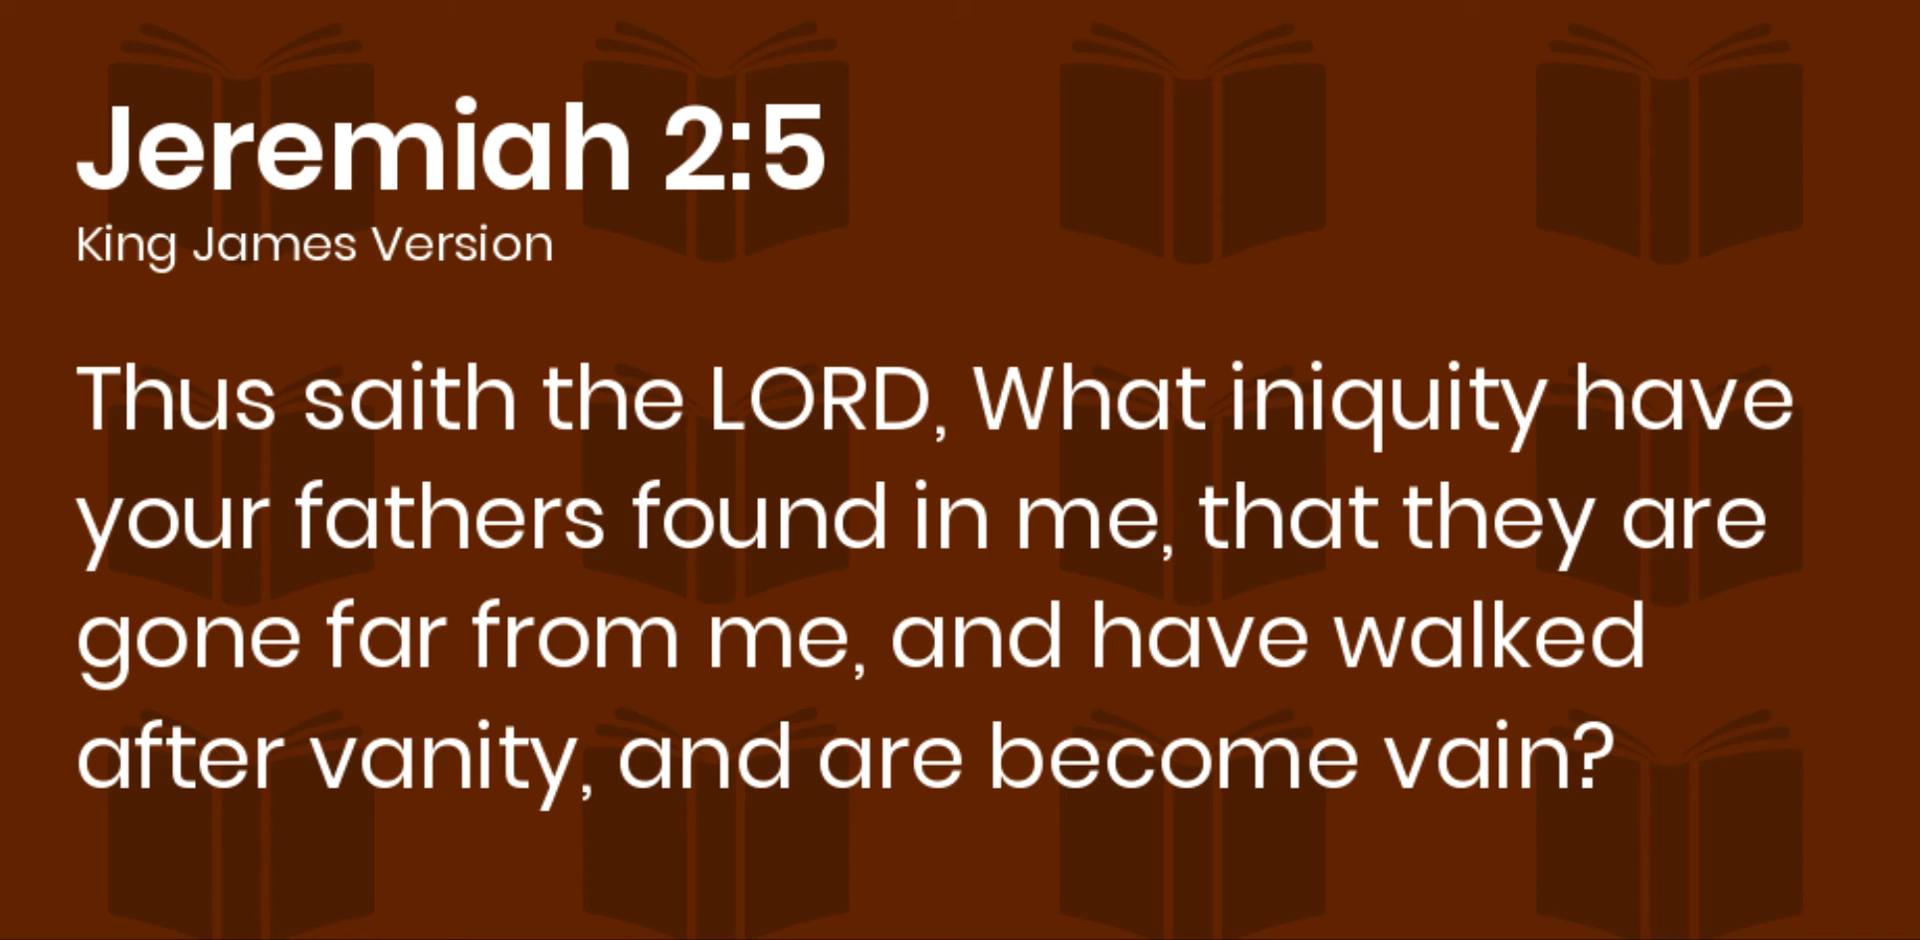 Jeremiah 2:5
King James Version
Thus saith the LORD, What iniquity have
your fathers found in me, that they are
gone far from me, and have walked
after vanity, and are become vain?